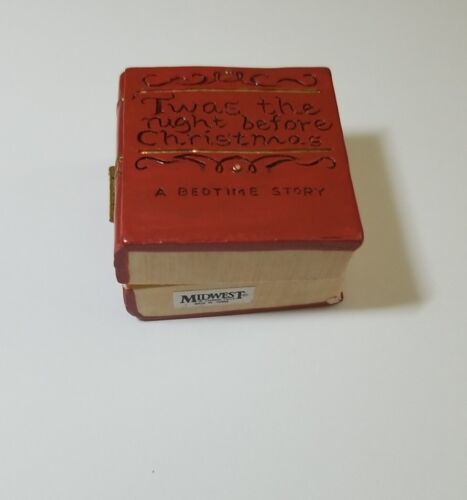 'Twas the
night before
Christmas
A BEDTIME STORY
MIDWEST